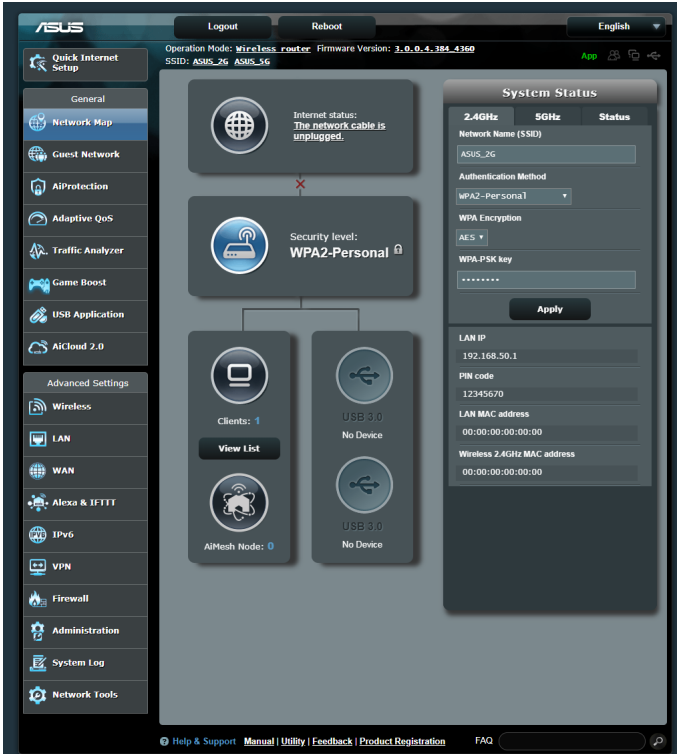 ASUS
Logout
Reboot
English
Quick Internet
Setup
Operation Mode: Wireless router Firmware Version: 3.0.0.4.384_4360
SSID: ASUS_2G ASUS_5G
App
General
Network Map
Guest Network
AiProtection
Adaptive QoS
Traffic Analyzer
Game Boost
USB Application
AiCloud 2.0
Advanced Settings
Wireless
LAN
WAN
Alexa & IFTTT
IPv6
VPN
Firewall
Administration
System Log
Network Tools
Internet status:
The network cable is
unplugged.
Security level:
WPA2-Personal
Clients: 1
View List
AiMesh Node: 0
USB 3.0
No Device
USB 3.0
No Device
System Status
2.4GHz 5GHz Status
Network Name (SSID)
ASUS_2G
Authentication Method
WPA2-Personal
WPA Encryption
AES
WPA-PSK key
········
Apply
LAN IP
192.168.50.1
PIN code
12345670
LAN MAC address
00:00:00:00:00:00
Wireless 2.4GHz MAC address
00:00:00:00:00:00
Help & Support Manual | Utility | Feedback | Product Registration FAQ